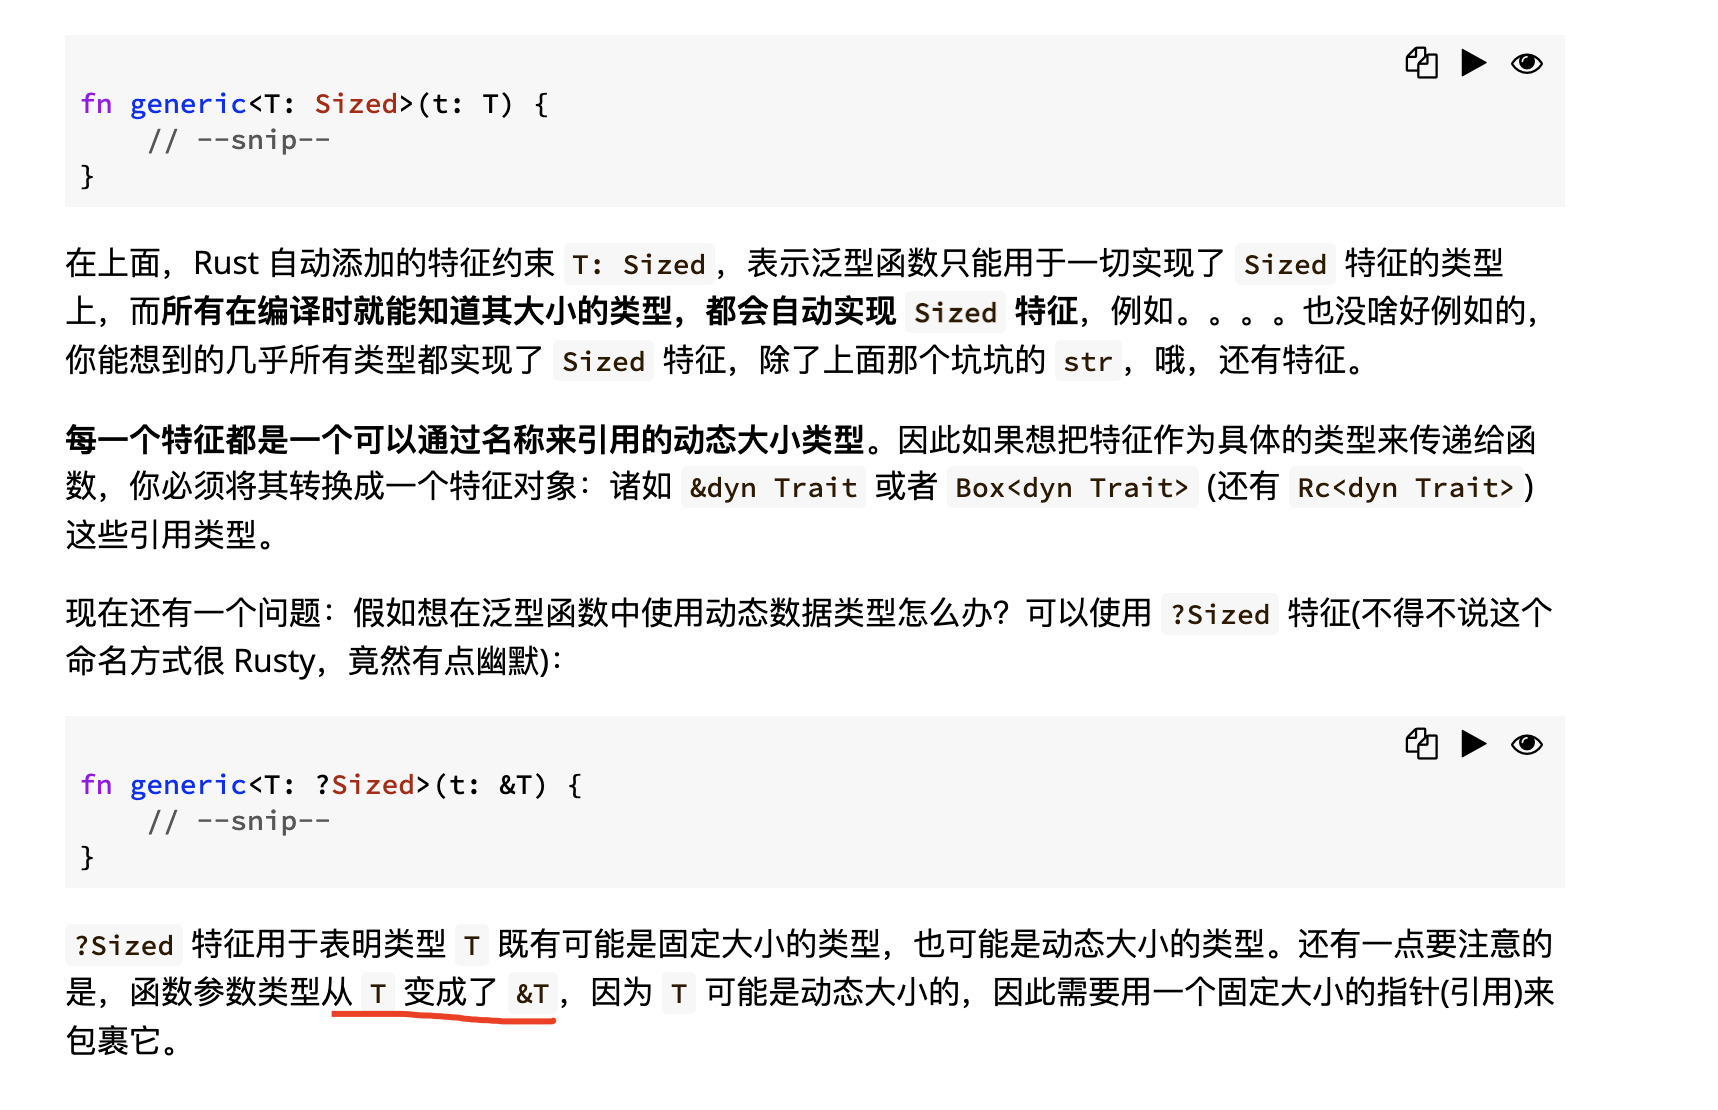 fn generic<T: Sized>(t: T) {
    // --snip--
}
在上面，Rust 自动添加的特征约束 T: Sized，表示泛型函数只能用于一切实现了 Sized 特征的类型
上，而所有在编译时就能知道其大小的类型，都会自动实现 Sized 特征，例如。。。。也没啥好例如的，
你能想到的几乎所有类型都实现了 Sized 特征，除了上面那个坑坑的 str，哦，还有特征。
每一个特征都是一个可以通过名称来引用的动态大小类型。因此如果想把特征作为具体的类型来传递给函
数，你必须将其转换成一个特征对象：诸如 &dyn Trait 或者 Box<dyn Trait> (还有 Rc<dyn Trait>)
这些引用类型。
现在还有一个问题：假如想在泛型函数中使用动态数据类型怎么办？可以使用 ?Sized 特征(不得不说这个
命名方式很 Rusty，竟然有点幽默)：
fn generic<T: ?Sized>(t: &T) {
    // --snip--
}
?Sized 特征用于表明类型 T 既有可能是固定大小的类型，也可能是动态大小的类型。还有一点要注意的
是，函数参数类型从 T 变成了 &T，因为 T 可能是动态大小的，因此需要用一个固定大小的指针(引用)来
包裹它。